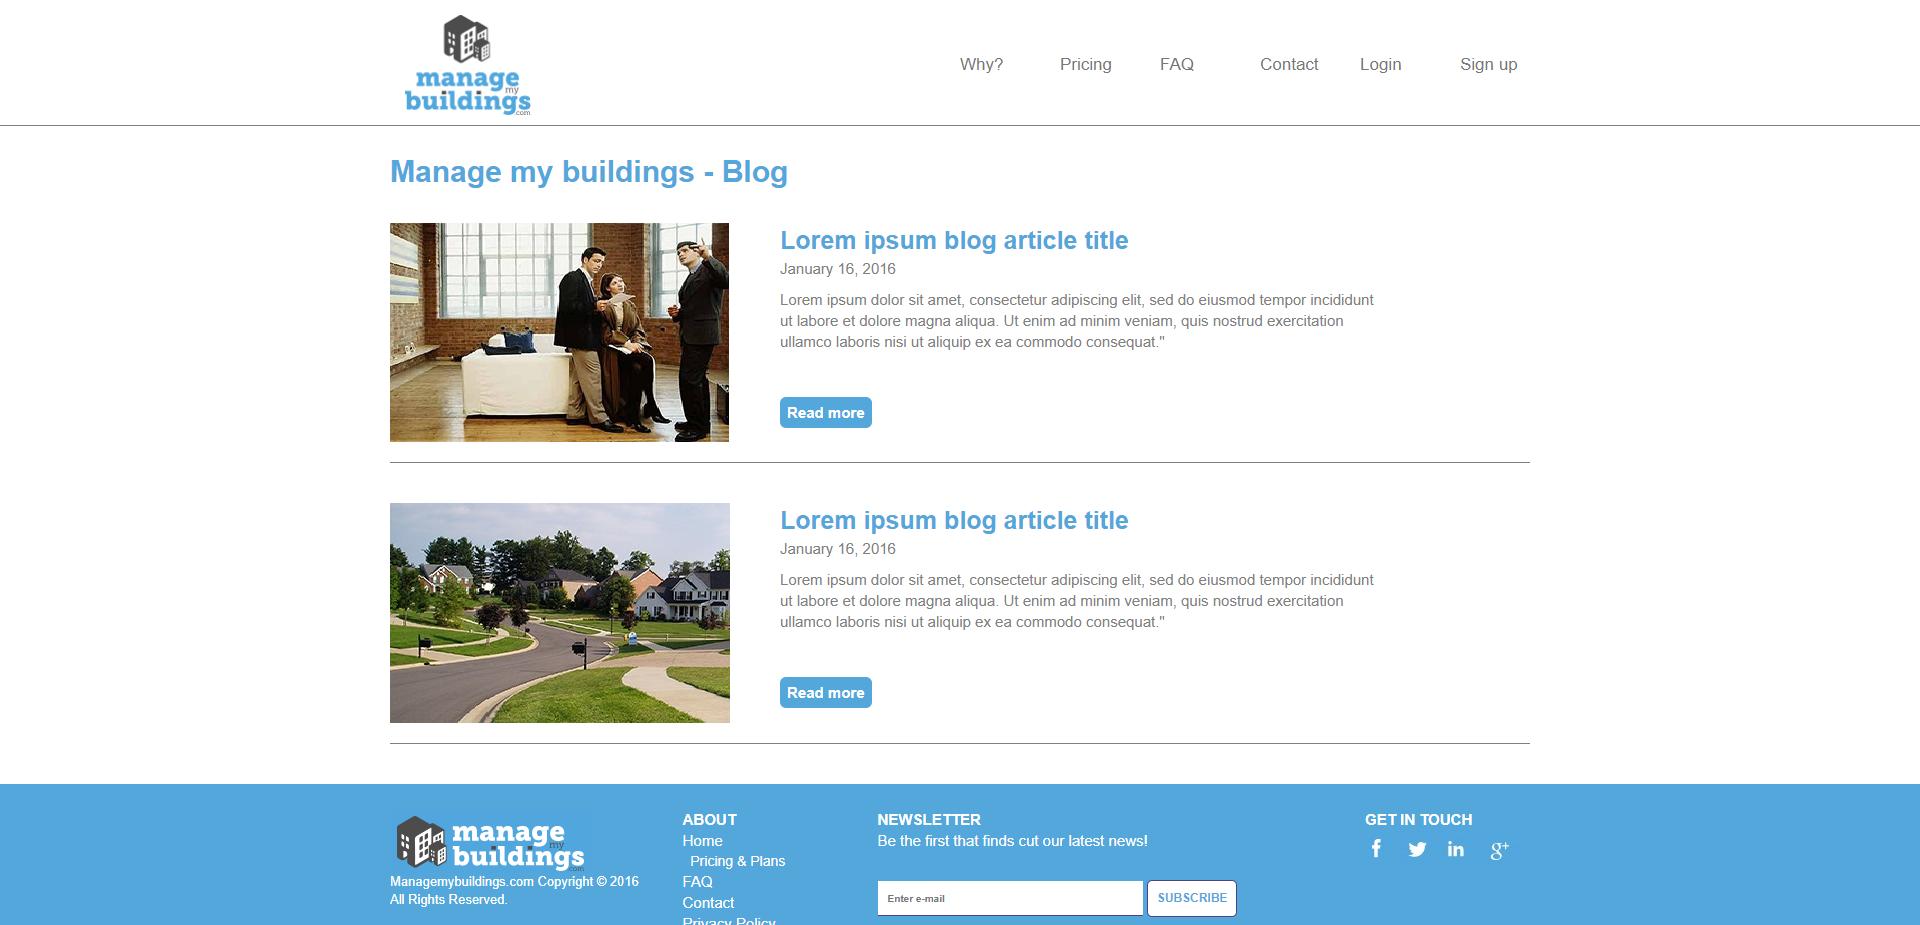 manage
my
buildings
.com
Why?
Pricing
FAQ
Contact
Login
Sign up
Manage my buildings - Blog
Lorem ipsum blog article title
January 16, 2016
Lorem ipsum dolor sit amet, consectetur adipiscing elit, sed do eiusmod tempor incididunt
ut labore et dolore magna aliqua. Ut enim ad minim veniam, quis nostrud exercitation
ullamco laboris nisi ut aliquip ex ea commodo consequat."
Read more
Lorem ipsum blog article title
January 16, 2016
Lorem ipsum dolor sit amet, consectetur adipiscing elit, sed do eiusmod tempor incididunt
ut labore et dolore magna aliqua. Ut enim ad minim veniam, quis nostrud exercitation
ullamco laboris nisi ut aliquip ex ea commodo consequat."
Read more
manage
my
buildings
.com
Managemybuildings.com Copyright © 2016
All Rights Reserved.
ABOUT
Home
Pricing & Plans
FAQ
Contact
Privacy Policy
NEWSLETTER
Be the first that finds cut our latest news!
Enter e-mail
SUBSCRIBE
GET IN TOUCH